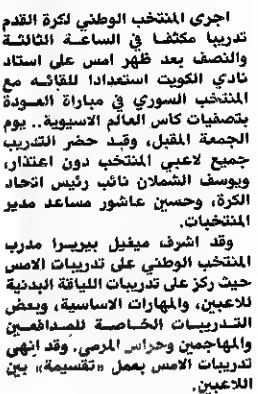 اجرى المنتخب الوطني لكرة القدم
تدريبا مكثفا في الساعة الثالثة
والنصف بعد ظهر امس على استاد
نادي الكويت استعدادا للقائه مع
المنتخب السوري في مباراة العودة
بتصفيات كاس العالم الاسيوية.. يوم
الجمعة المقبل، وقد حضر التدريب
جميع لاعبي المنتخب دون اعتذار،
ويوسف الشملان نائب رئيس اتحاد
الكرة، وحسين عاشور مساعد مدير
المنتخبات.
وقد اشرف ميغيل بيريرا مدرب
المنتخب الوطني على تدريبات الامس
حيث ركز على تدريبات اللياقة البدنية
للاعبين، والمهارات الاساسية، وبعض
التدريبات الخاصة للمدافعين
والمهاجمين وحراس المرمى. وقد انهى
تدريبات الامس بعمل «تقسيمة» بين
اللاعبين.